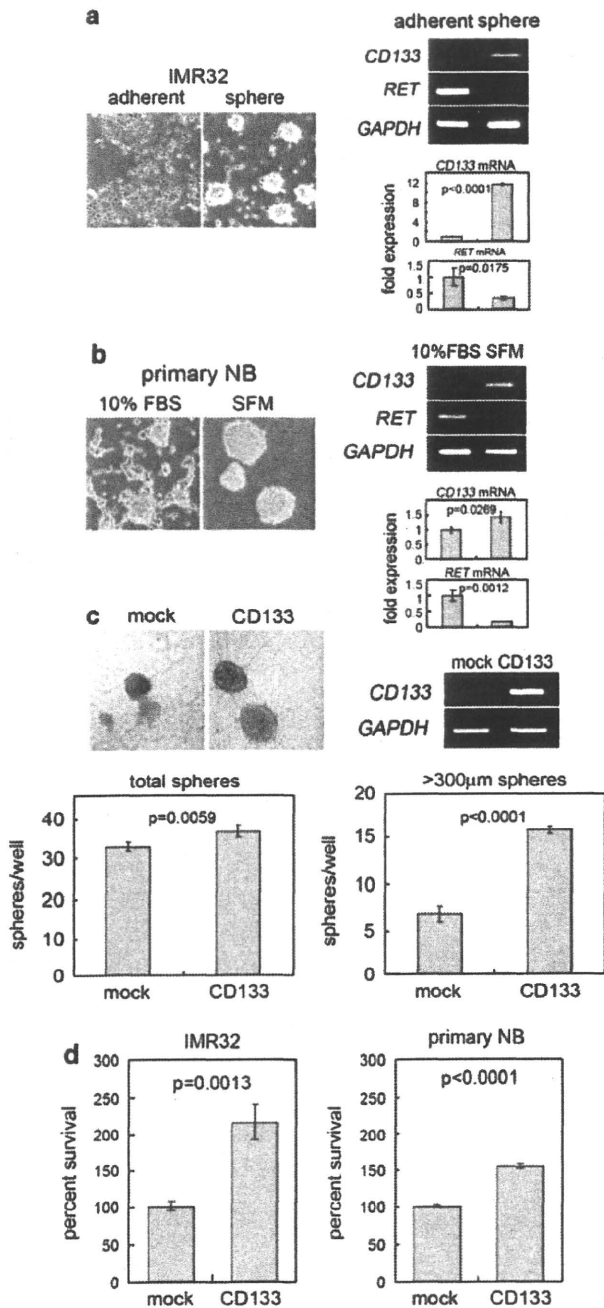 a
IMR32
adherent sphere
adherent sphere
CD133
RET
GAPDH
CD133 mRNA
p<0.0001
12
8
4
0
RET mRNA
p=0.0175
1.5
1
0.5
0
fold expression
b
primary NB
10% FBS SFM
10%FBS SFM
CD133
RET
GAPDH
CD133 mRNA
p=0.0269
1.5
1
0.5
0
RET mRNA
p=0.0012
1.5
1
0.5
0
fold expression
c
mock CD133
mock CD133
CD133
GAPDH
total spheres
p=0.0059
spheres/well
40
30
20
10
0
mock CD133
>300μm spheres
p<0.0001
spheres/well
20
15
10
5
0
mock CD133
d
IMR32
p=0.0013
percent survival
300
250
200
150
100
50
0
mock CD133
primary NB
p<0.0001
percent survival
300
250
200
150
100
50
0
mock CD133